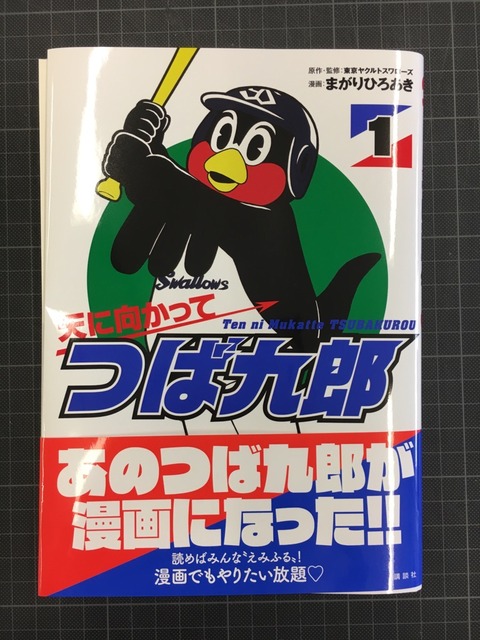 原作・監修：東京ヤクルトスワローズ
漫画：まがりひろあき
1
Swallows
天に向かって
Ten ni Mukatte TSUBAKUROU
つば九郎
あのつば九郎が
漫画になった!!
読めばみんな〝えみふる〟！
漫画でもやりたい放題♡
講談社